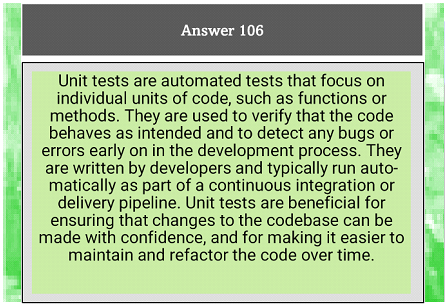 Answer 106
Unit tests are automated tests that focus on
individual units of code, such as functions or
methods. They are used to verify that the code
behaves as intended and to detect any bugs or
errors early on in the development process. They
are written by developers and typically run auto-
matically as part of a continuous integration or
delivery pipeline. Unit tests are beneficial for
ensuring that changes to the codebase can be
made with confidence, and for making it easier to
maintain and refactor the code over time.